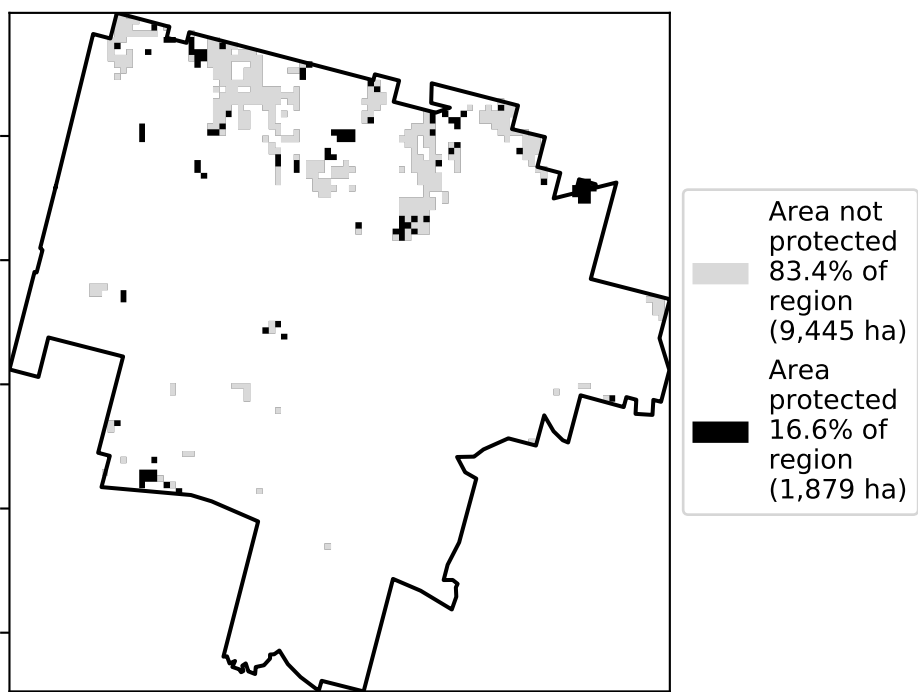 Area not
protected
83.4% of
region
(9,445 ha)
Area
protected
16.6% of
region
(1,879 ha)